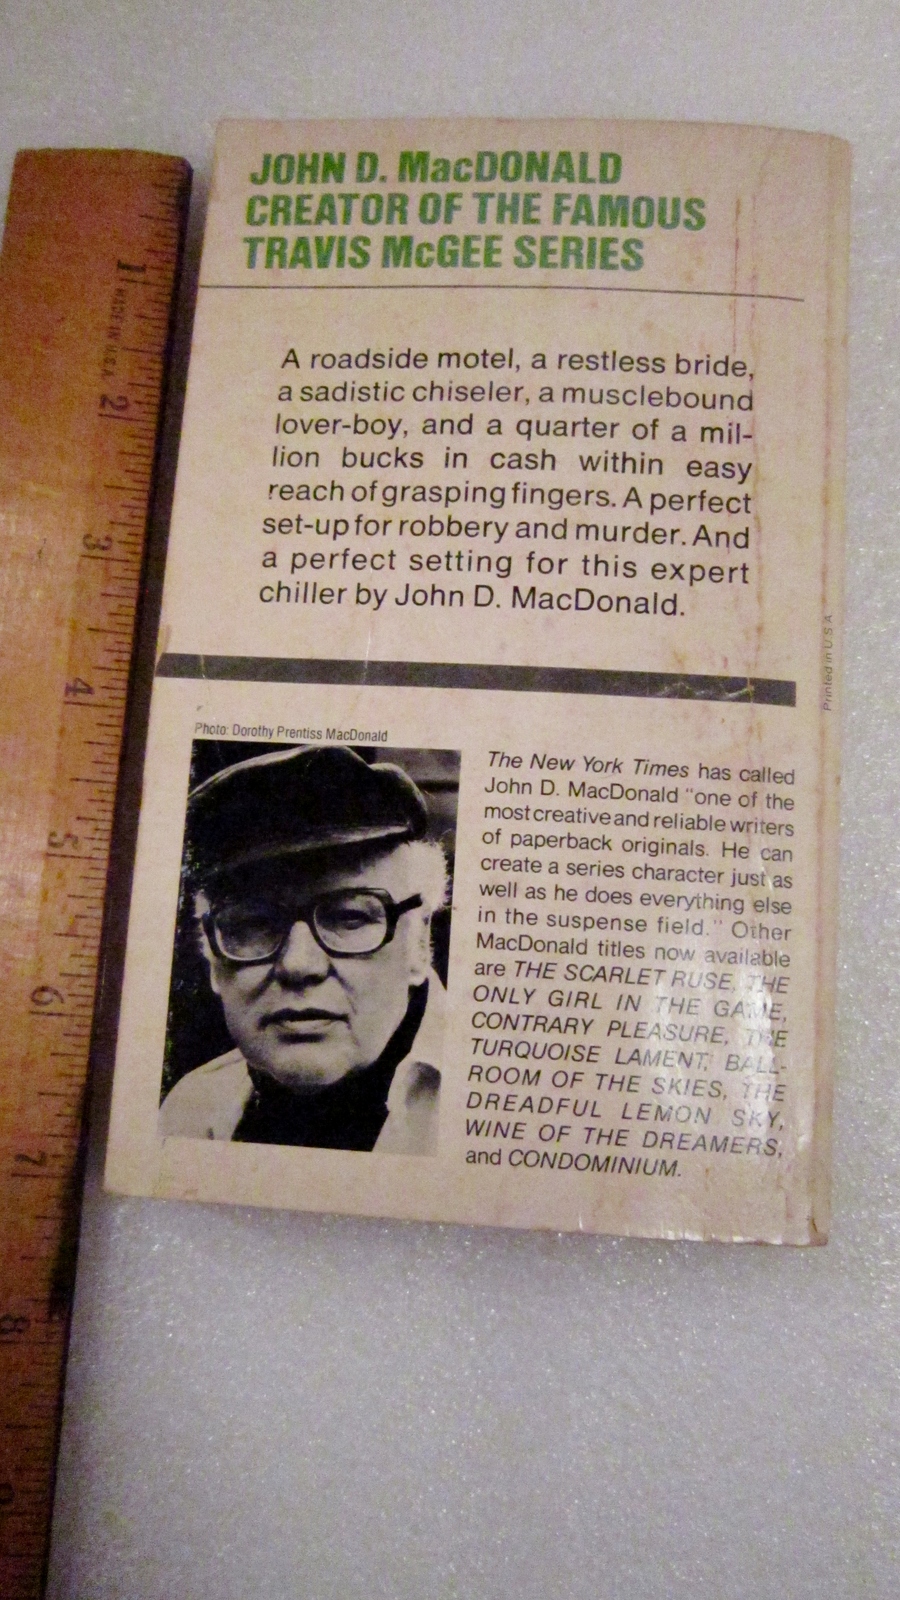 JOHN D. MacDONALD
CREATOR OF THE FAMOUS
TRAVIS McGEE SERIES
A roadside motel, a restless bride,
a sadistic chiseler, a musclebound
lover-boy, and a quarter of a mil-
lion bucks in cash within easy
reach of grasping fingers. A perfect
set-up for robbery and murder. And
a perfect setting for this expert
chiller by John D. MacDonald.
Photo: Dorothy Prentiss MacDonald
The New York Times has called
John D. MacDonald "one of the
most creative and reliable writers
of paperback originals. He can
create a series character just as
well as he does everything else
in the suspense field." Other
MacDonald titles now available
are THE SCARLET RUSE, THE
ONLY GIRL IN THE GAME,
CONTRARY PLEASURE, THE
TURQUOISE LAMENT, BALL-
ROOM OF THE SKIES, THE
DREADFUL LEMON SKY,
WINE OF THE DREAMERS,
and CONDOMINIUM.
Printed in U S A
1
MADE IN U.S.A.
2
3
4
5
6
7
8
9